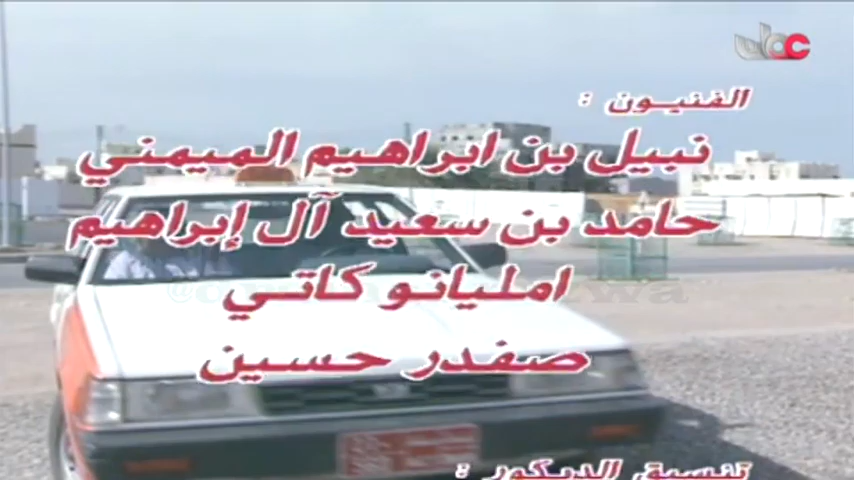 الفنيون :
نبيل بن ابراهيم الميمني
حامد بن سعيد آل إبراهيم
امليانو كاتي
صفدر حسين
تنسيق الديكور :